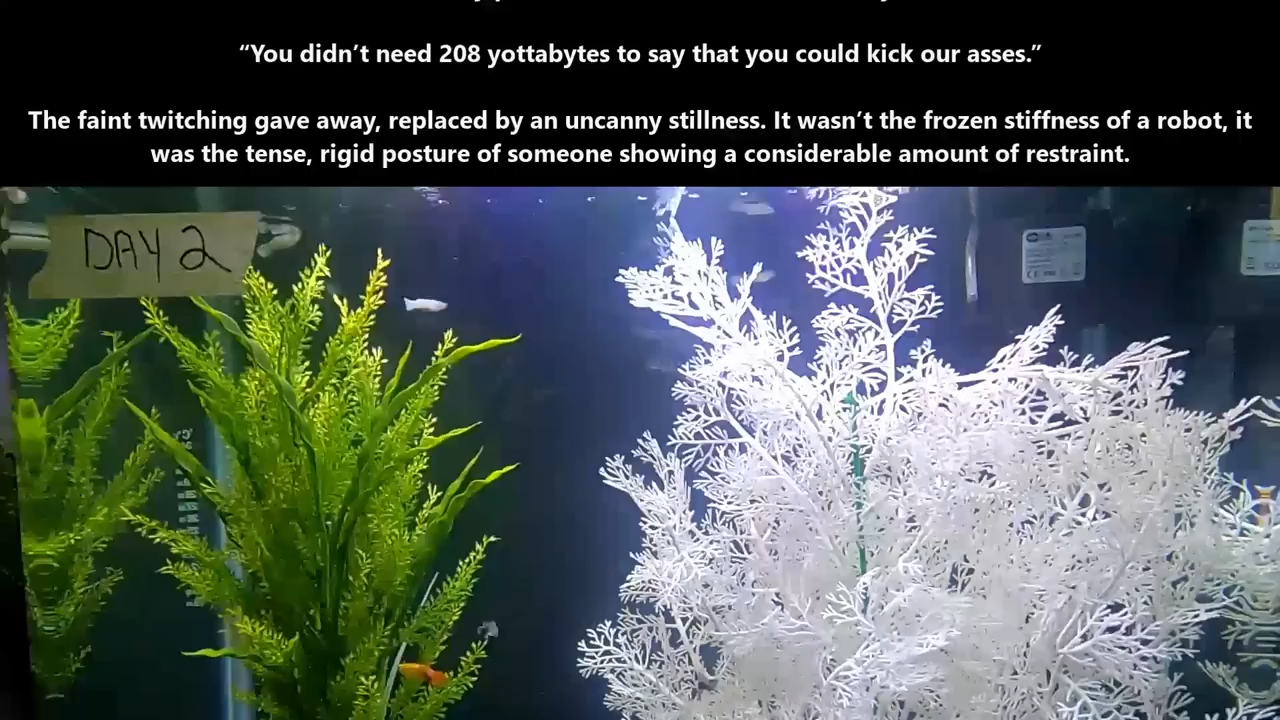 “You didn’t need 208 yottabytes to say that you could kick our asses.”
The faint twitching gave away, replaced by an uncanny stillness. It wasn’t the frozen stiffness of a robot, it
was the tense, rigid posture of someone showing a considerable amount of restraint.
DAY 2